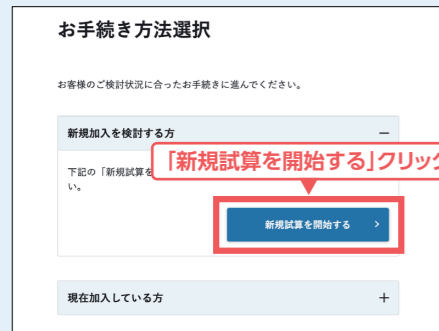 お手続き方法選択
お客様のご検討状況に合ったお手続きに進んでください。
新規加入を検討する方
下記の「新規試算を
い。
「新規試算を開始する」クリック
新規試算を開始する
現在加入している方